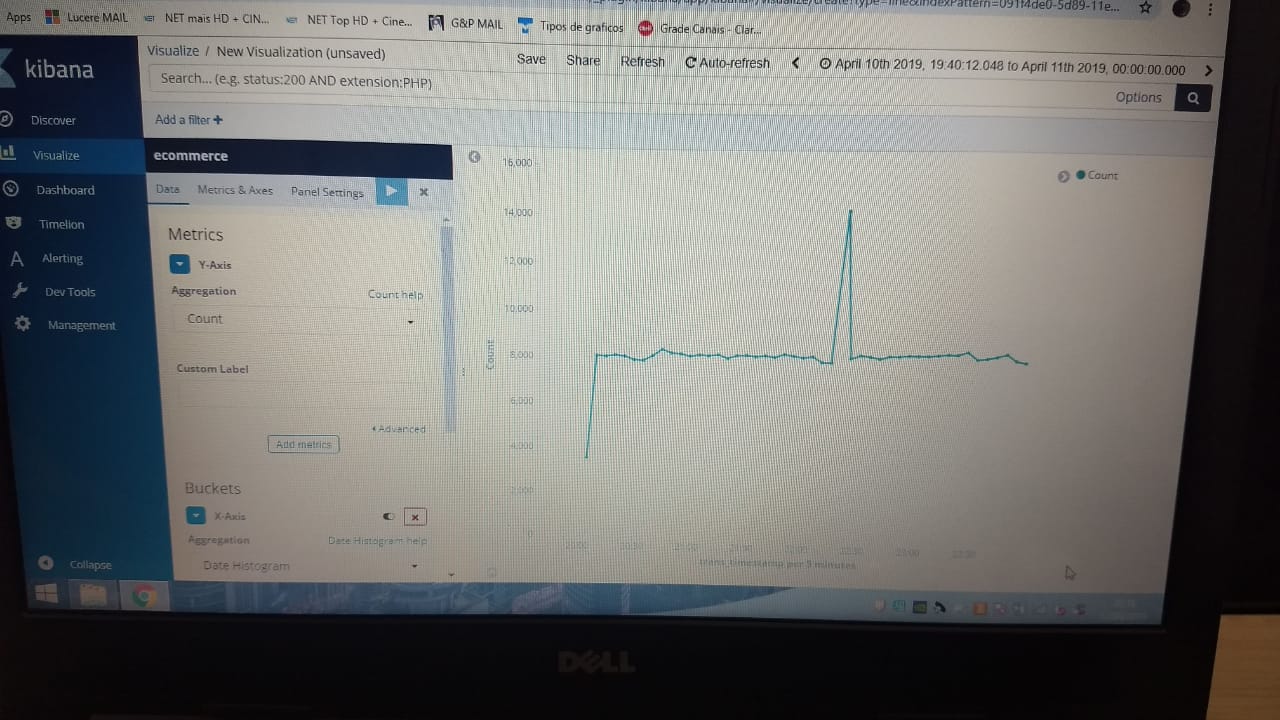 Apps Lucere MAIL NET mais HD + CIN... NET Top HD + Cine... G&P MAIL Tipos de gráficos Grade Canais - Clar...
kibana
Visualize / New Visualization (unsaved)
Save Share Refresh Auto-refresh April 10th 2019, 19:40:12.048 to April 11th 2019, 00:00:00.000
Search... (e.g. status:200 AND extension:PHP)
Options
Add a filter +
Discover
Visualize
Dashboard
Timelion
Alerting
Dev Tools
Management
Collapse
ecommerce
Data Metrics & Axes Panel Settings
Metrics
Y-Axis
Aggregation Count help
Count
Custom Label
Advanced
Add metrics
Buckets
X-Axis
Aggregation Date Histogram help
Date Histogram
16,000
14,000
12,000
10,000
8,000
6,000
4,000
2,000
0
Count
trans_timestamp per 5 minutes
Count
DELL